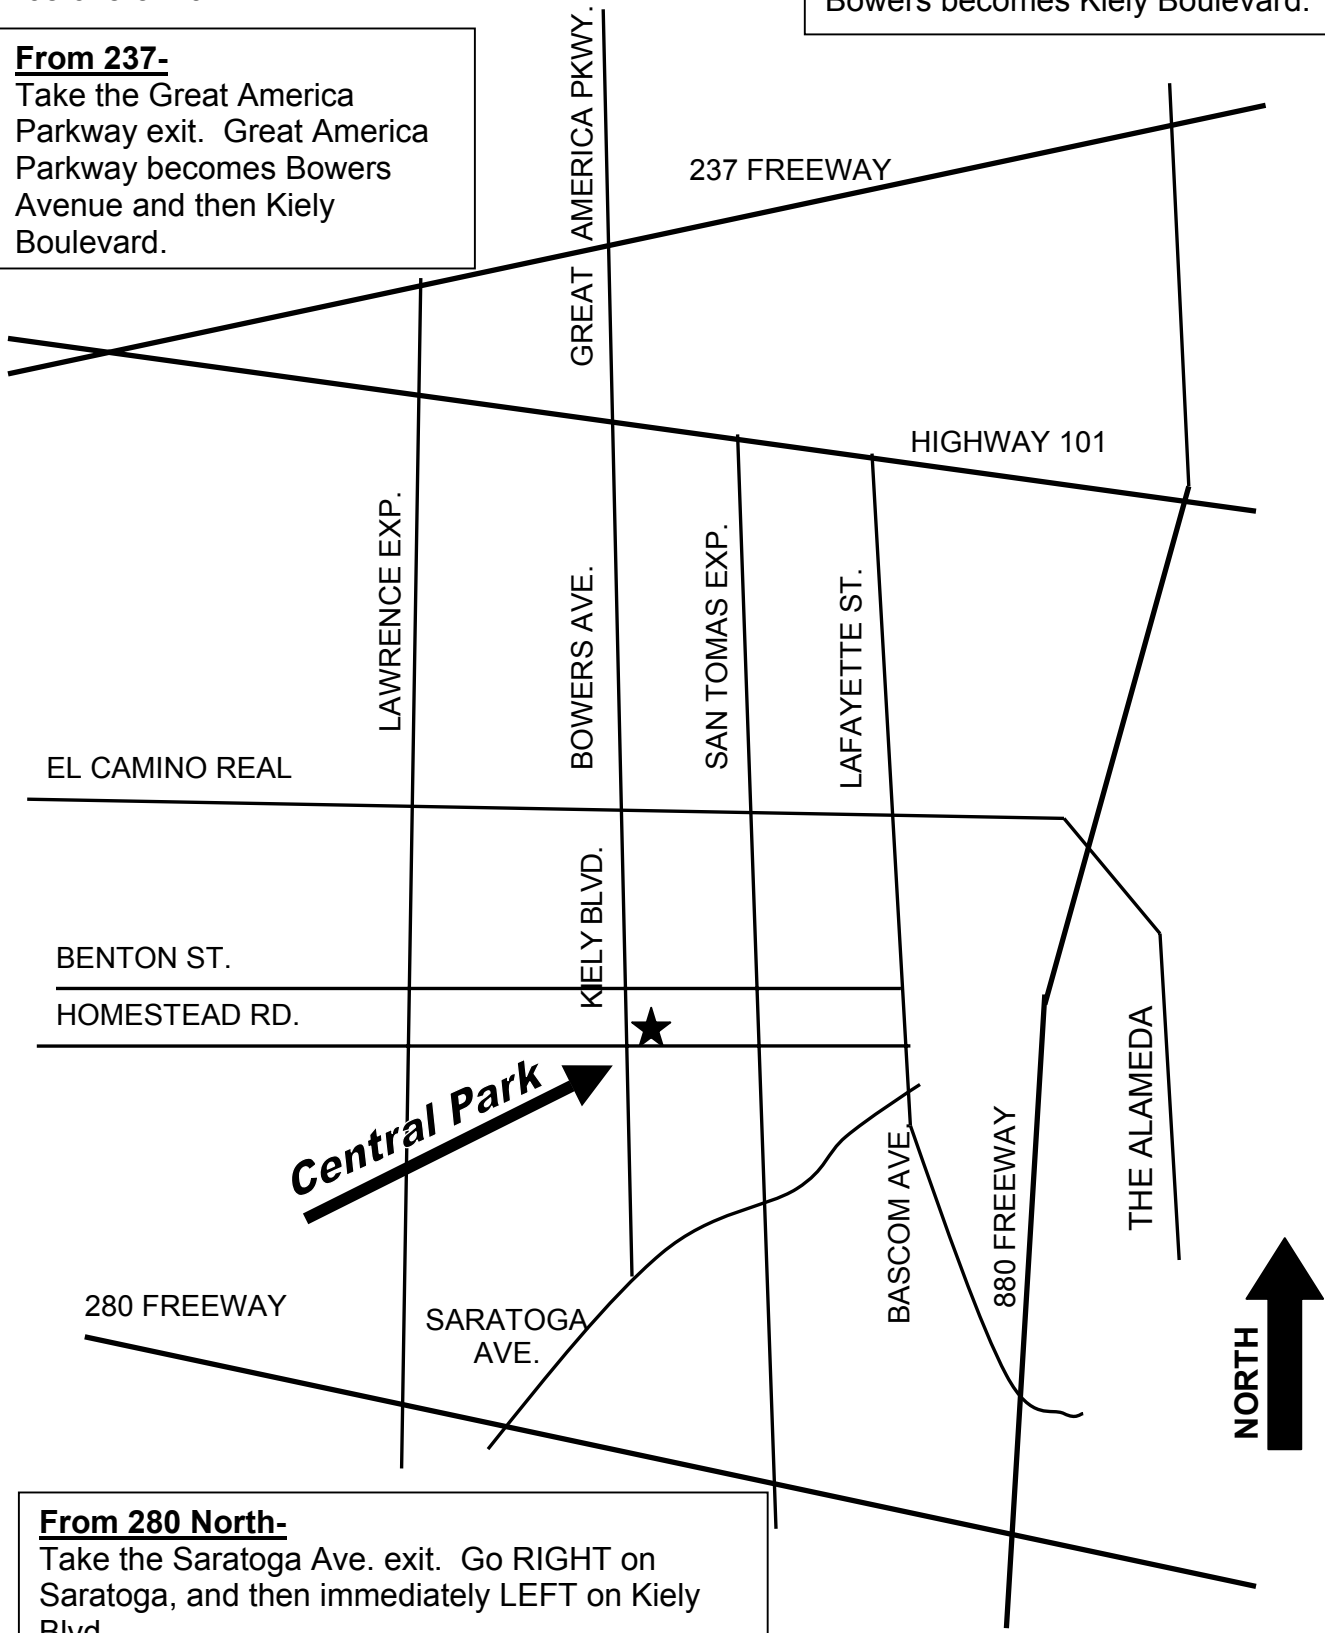 Bowers becomes Kiely Boulevard.
From 237-
Take the Great America
Parkway exit.  Great America
Parkway becomes Bowers
Avenue and then Kiely
Boulevard.
GREAT AMERICA PKWY.
237 FREEWAY
HIGHWAY 101
LAWRENCE EXP.
BOWERS AVE.
SAN TOMAS EXP.
LAFAYETTE ST.
EL CAMINO REAL
KIELY BLVD.
BENTON ST.
HOMESTEAD RD.
Central Park
THE ALAMEDA
BASCOM AVE.
880 FREEWAY
280 FREEWAY
SARATOGA
AVE.
NORTH
From 280 North-
Take the Saratoga Ave. exit.  Go RIGHT on
Saratoga, and then immediately LEFT on Kiely
Blvd